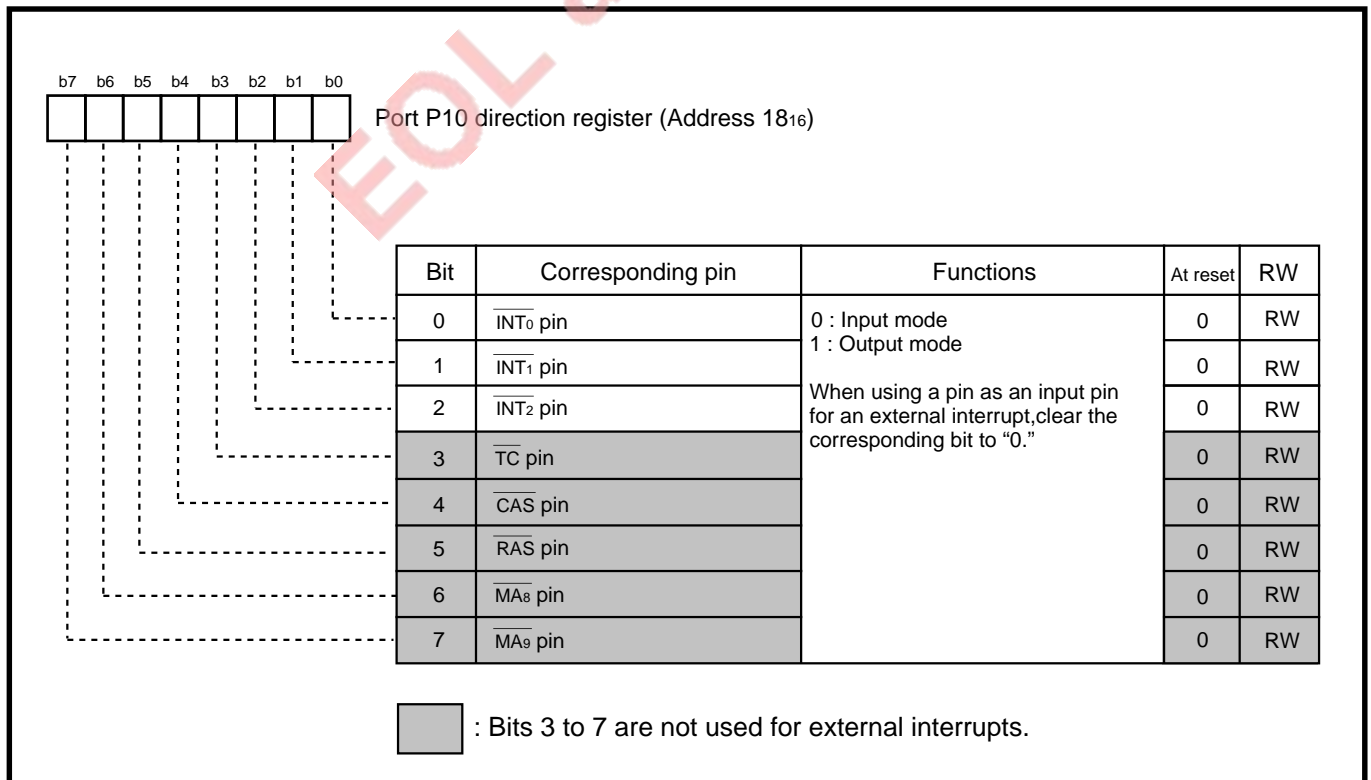 EOL
b7 b6 b5 b4 b3 b2 b1 b0
Port P10 direction register (Address 18₁₆)
Bit Corresponding pin Functions At reset RW
0 INT₀ pin 0 : Input mode 0 RW
1 : Output mode
1 INT₁ pin 0 RW
When using a pin as an input pin
2 INT₂ pin for an external interrupt,clear the 0 RW
corresponding bit to “0.”
3 TC pin 0 RW
4 CAS pin 0 RW
5 RAS pin 0 RW
6 MA₈ pin 0 RW
7 MA₉ pin 0 RW
: Bits 3 to 7 are not used for external interrupts.